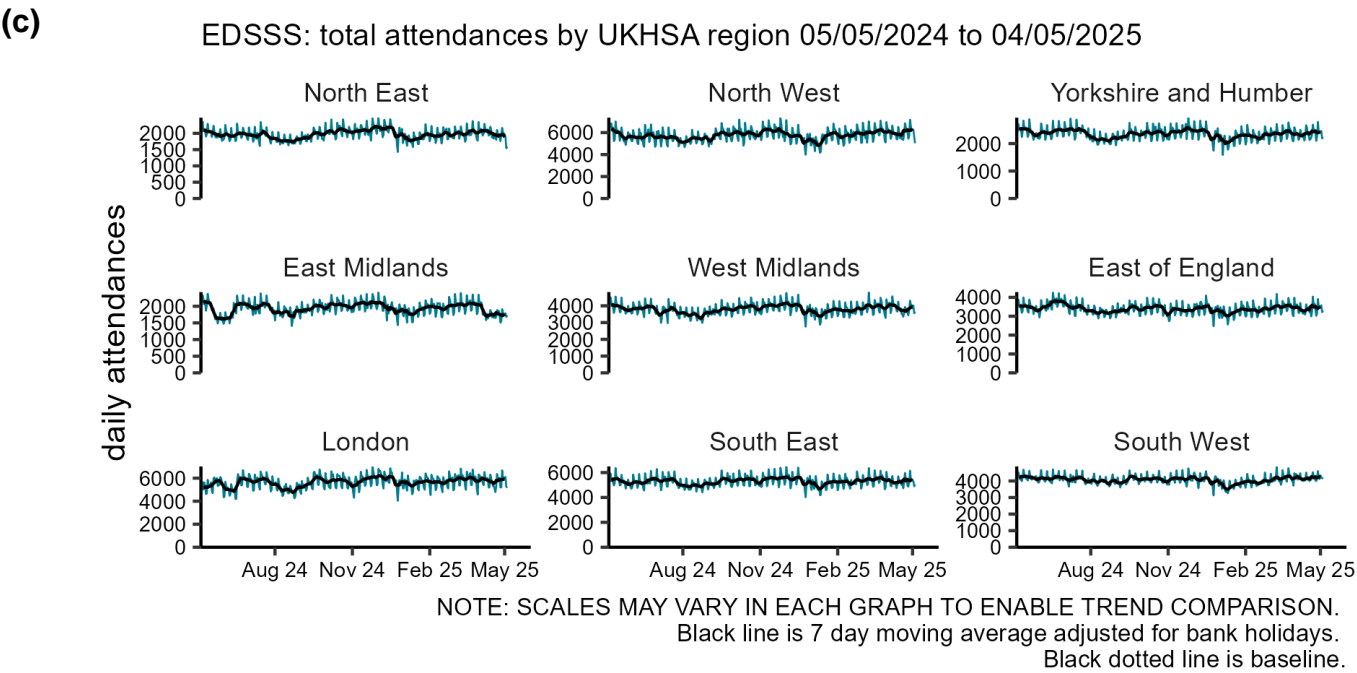 (c)
EDSSS: total attendances by UKHSA region 05/05/2024 to 04/05/2025
daily attendances
North East
2000
1500
1000
500
0
North West
6000
4000
2000
0
Yorkshire and Humber
2000
1000
0
East Midlands
2000
1500
1000
500
0
West Midlands
4000
3000
2000
1000
0
East of England
4000
3000
2000
1000
0
London
6000
4000
2000
0
Aug 24 Nov 24 Feb 25 May 25
South East
6000
4000
2000
0
Aug 24 Nov 24 Feb 25 May 25
South West
4000
3000
2000
1000
0
Aug 24 Nov 24 Feb 25 May 25
NOTE: SCALES MAY VARY IN EACH GRAPH TO ENABLE TREND COMPARISON.
Black line is 7 day moving average adjusted for bank holidays.
Black dotted line is baseline.